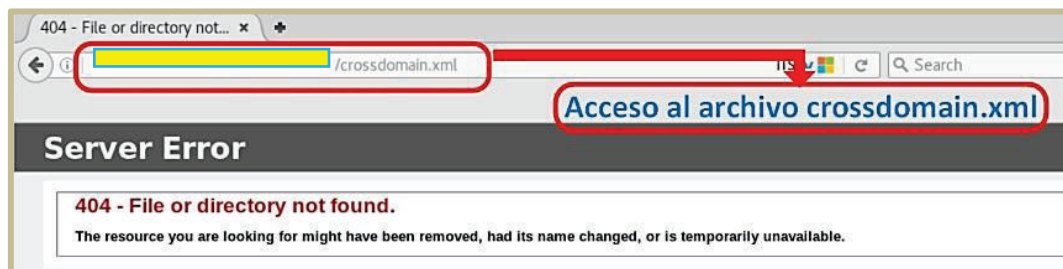 404 - File or directory not... ×
/crossdomain.xml
Search
Acceso al archivo crossdomain.xml
Server Error
404 - File or directory not found.
The resource you are looking for might have been removed, had its name changed, or is temporarily unavailable.